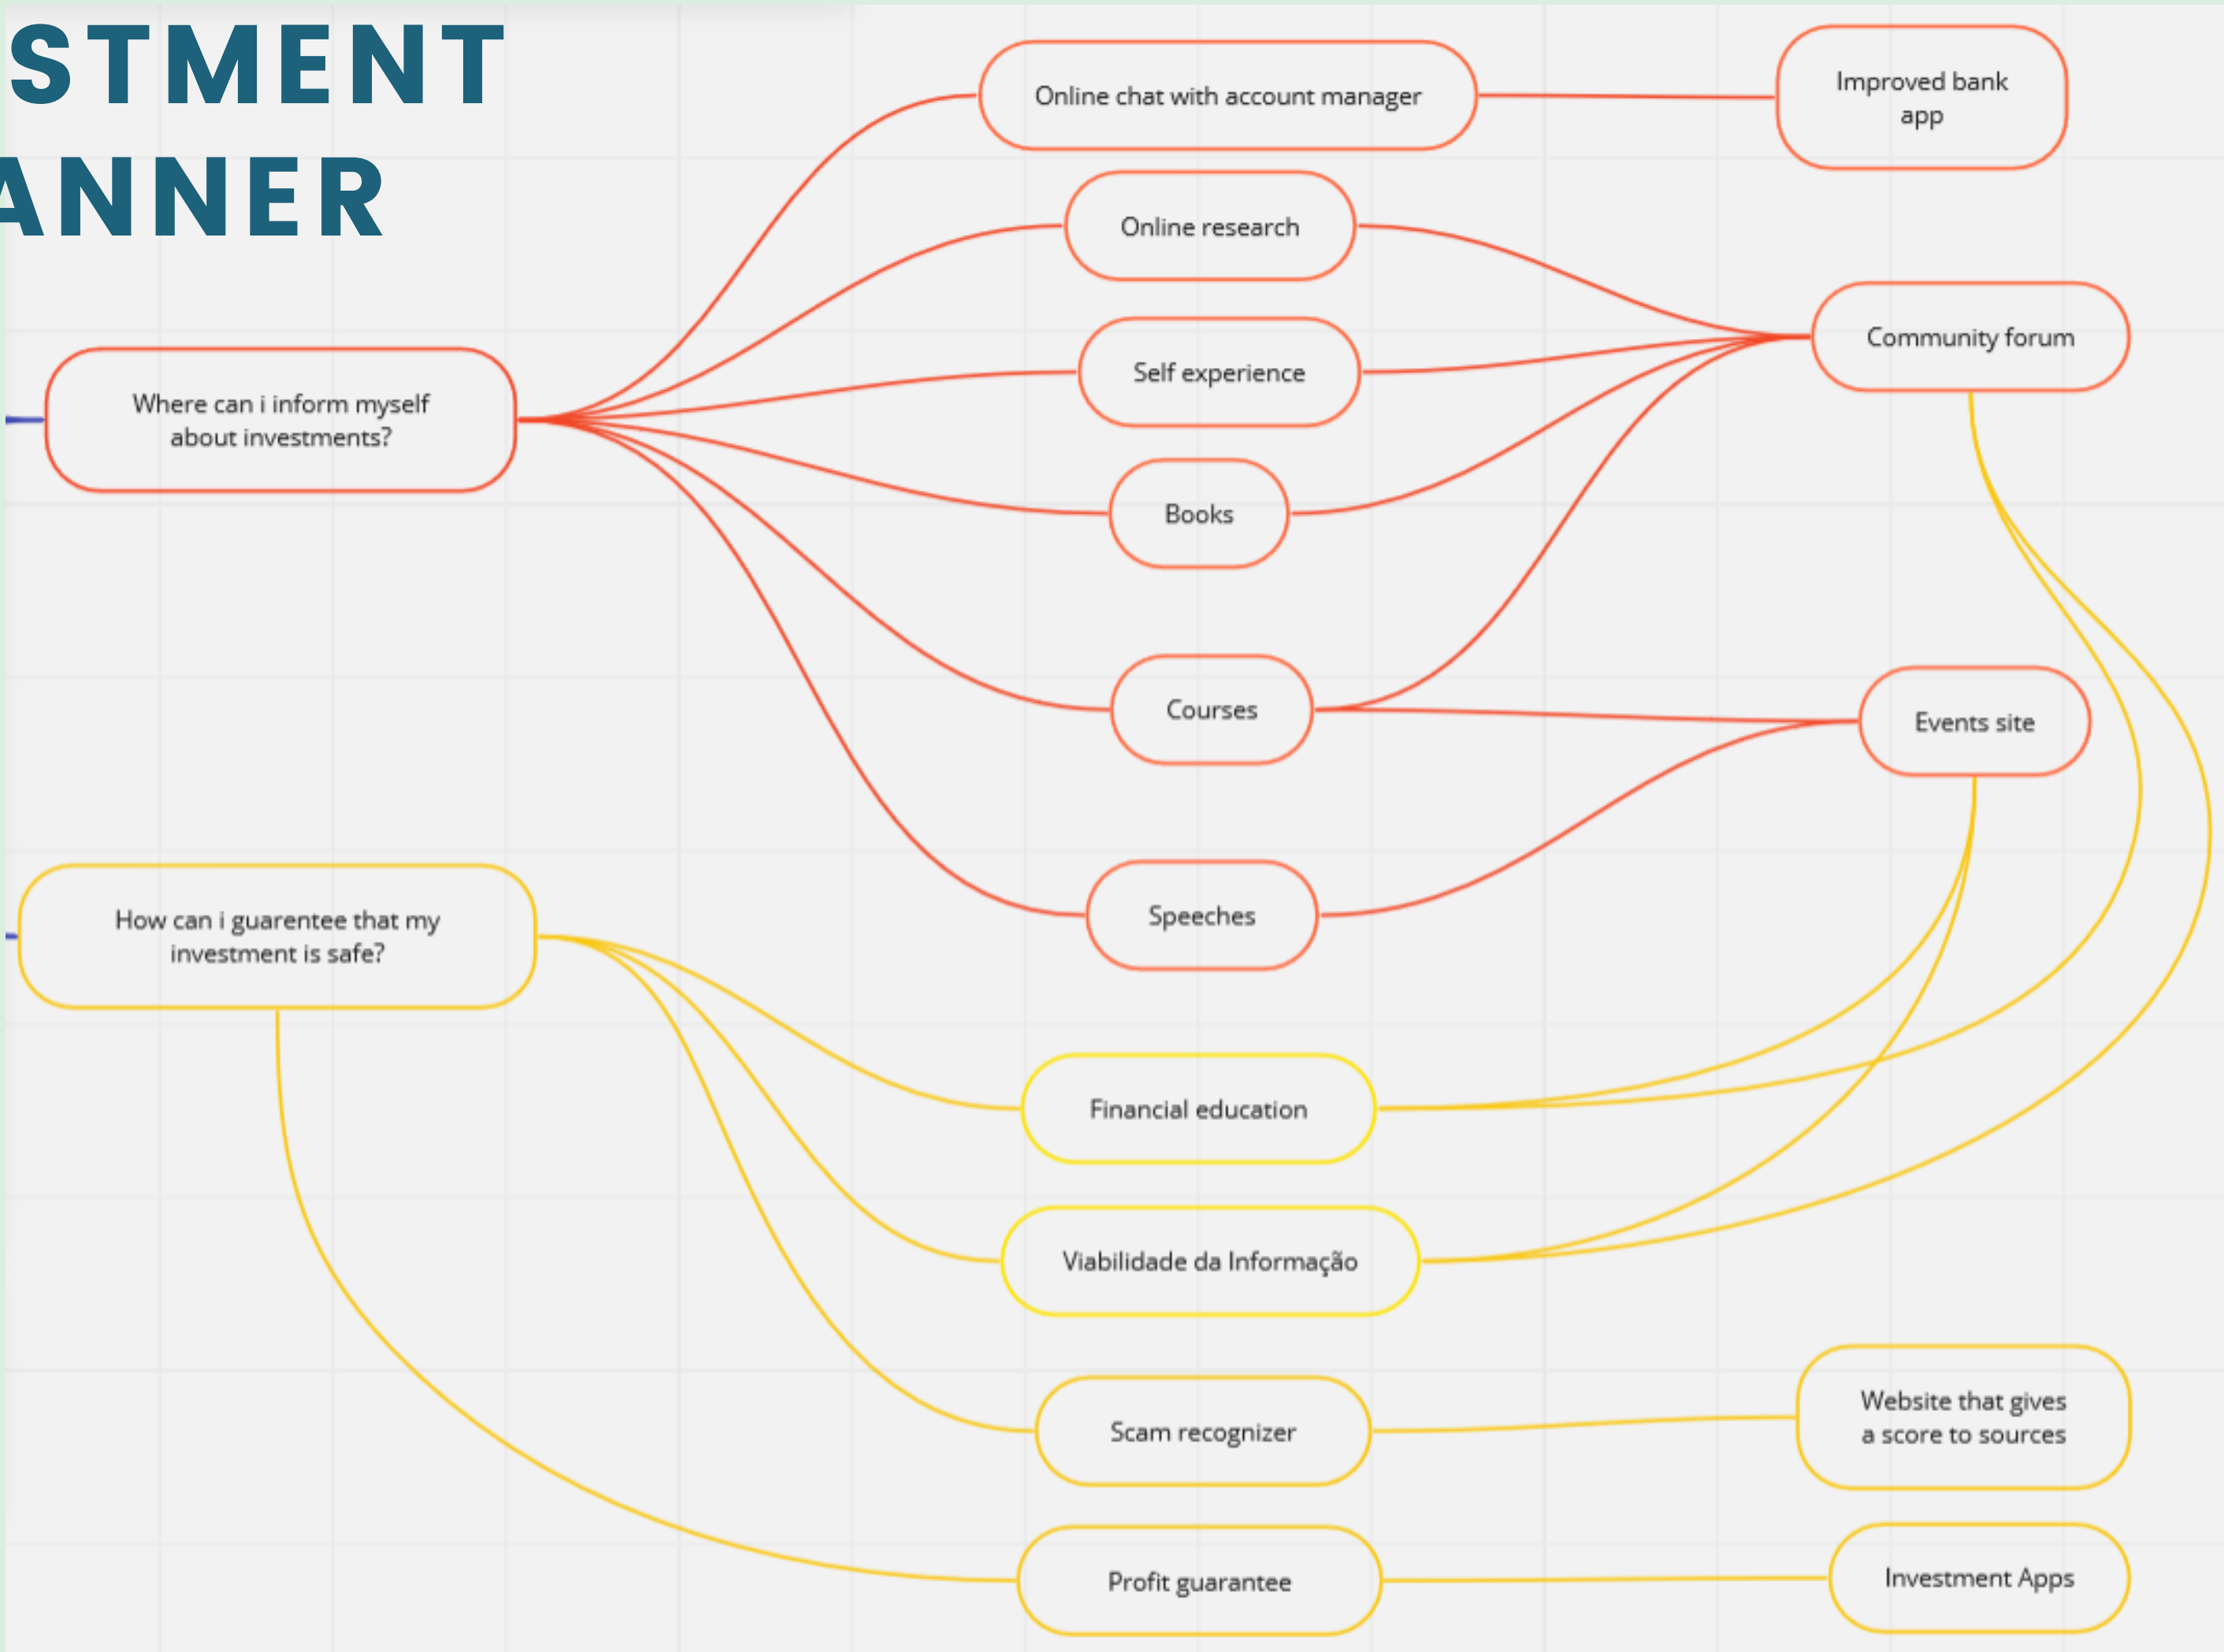 STMENT
ANNER
Online chat with account manager
Improved bank
app
Online research
Community forum
Self experience
Where can i inform myself
about investments?
Books
Courses
Events site
Speeches
How can i guarentee that my
investment is safe?
Financial education
Viabilidade da Informação
Website that gives
a score to sources
Scam recognizer
Profit guarantee
Investment Apps